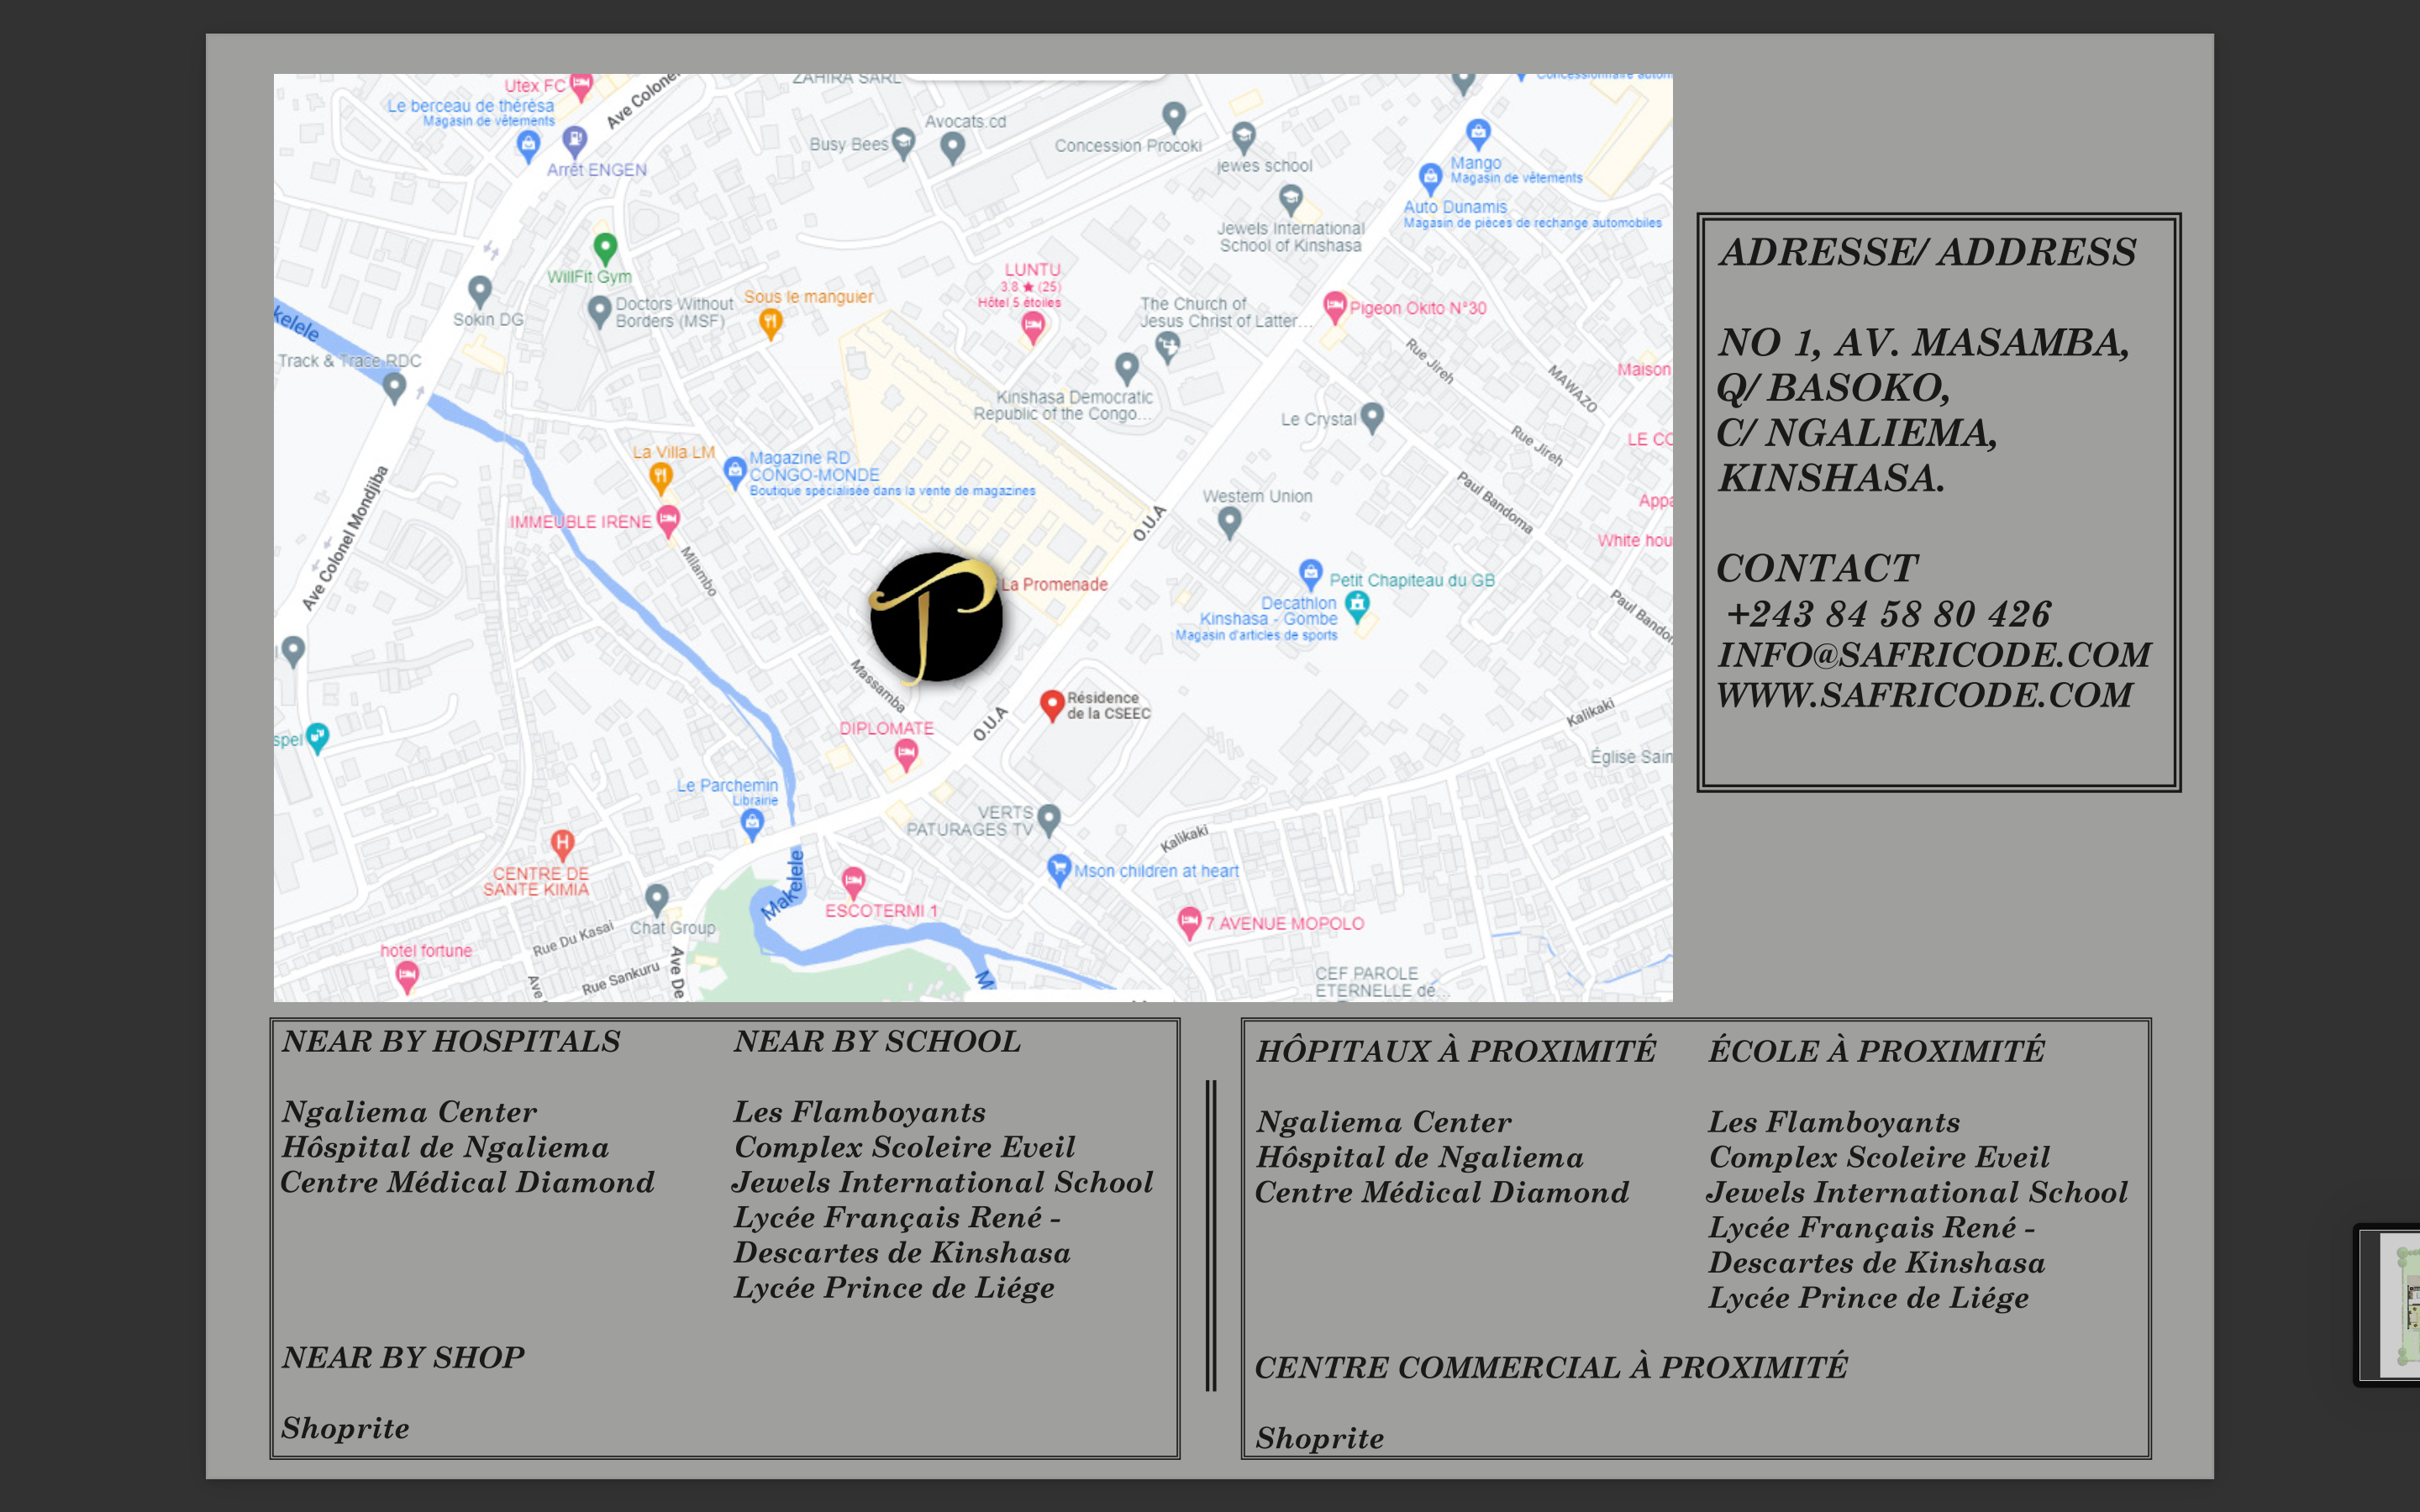 ZAHIRA SARL
Utex FC
Le berceau de thérèsa
Magasin de vêtements
Arrêt ENGEN
Ave Colonel
Busy Bees
Avocats.cd
Concession Procoki
jewes school
Jewels International
School of Kinshasa
Mango
Magasin de vêtements
Auto Dunamis
Magasin de pièces de rechange automobiles
WillFit Gym
Sokin DG
Doctors Without
Borders (MSF)
Sous le manguier
LUNTU
3.8 ★ (25)
Hôtel 5 étoiles
The Church of
Jesus Christ of Latter...
Pigeon Okito N°30
kelele
Track & Trace RDC
Kinshasa Democratic
Republic of the Congo...
Le Crystal
Rue Jireh
MAWAZO
Maison
Rue Jireh
LE CO
La Villa LM
Magazine RD
CONGO-MONDE
Boutique spécialisée dans la vente de magazines
IMMEUBLE IRENE
Western Union
Paul Bandoma
Appa
O.U.A
White hou
Ave Colonel Mondjiba
Milambo
La Promenade
Petit Chapiteau du GB
Decathlon
Kinshasa - Gombe
Magasin d'articles de sports
Paul Bandor
Massamba
Résidence
de la CSEEC
O.U.A
DIPLOMATE
spel
Kalikaki
Église Sain
Le Parchemin
Librairie
VERTS
PATURAGES TV
Kalikaki
CENTRE DE
SANTE KIMIA
Makelele
Mson children at heart
ESCOTERMI 1
Chat Group
7 AVENUE MOPOLO
Rue Du Kasai
hotel fortune
Rue Sankuru
Ave
Ave De
M
CEF PAROLE
ETERNELLE de...
ADRESSE/ ADDRESS
NO 1, AV. MASAMBA,
Q/ BASOKO,
C/ NGALIEMA,
KINSHASA.
CONTACT
+243 84 58 80 426
INFO@SAFRICODE.COM
WWW.SAFRICODE.COM
NEAR BY HOSPITALS
Ngaliema Center
Hôspital de Ngaliema
Centre Médical Diamond
NEAR BY SCHOOL
Les Flamboyants
Complex Scoleire Eveil
Jewels International School
Lycée Français René -
Descartes de Kinshasa
Lycée Prince de Liége
NEAR BY SHOP
Shoprite
HÔPITAUX À PROXIMITÉ
Ngaliema Center
Hôspital de Ngaliema
Centre Médical Diamond
ÉCOLE À PROXIMITÉ
Les Flamboyants
Complex Scoleire Eveil
Jewels International School
Lycée Français René -
Descartes de Kinshasa
Lycée Prince de Liége
CENTRE COMMERCIAL À PROXIMITÉ
Shoprite